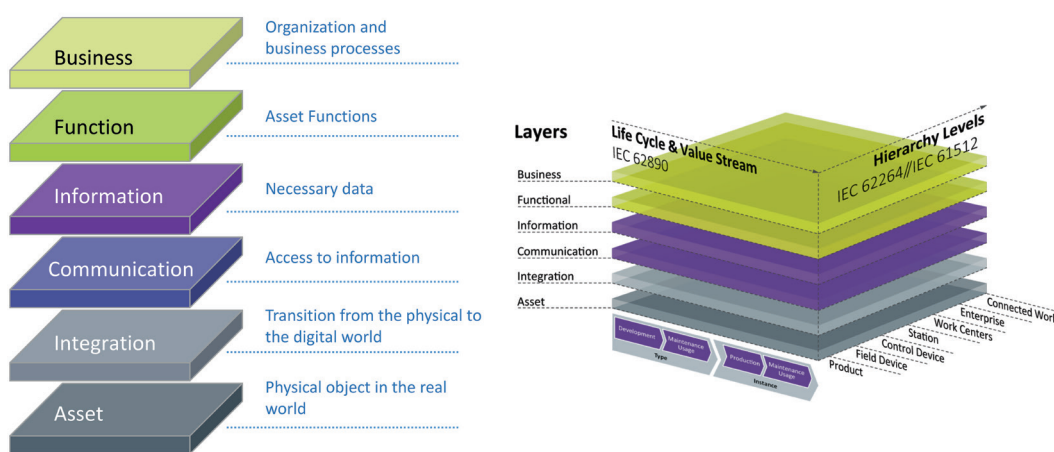 Business
Organization and
business processes
Function
Asset Functions
Information
Necessary data
Communication
Access to information
Integration
Transition from the physical to
the digital world
Asset
Physical object in the real
world
Layers
Life Cycle & Value Stream
IEC 62890
Hierarchy Levels
IEC 62264//IEC 61512
Business
Functional
Information
Communication
Integration
Asset
Development
Maintenance
Usage
Type
Production
Maintenance
Usage
Instance
Connected World
Enterprise
Work Centers
Station
Control Device
Field Device
Product